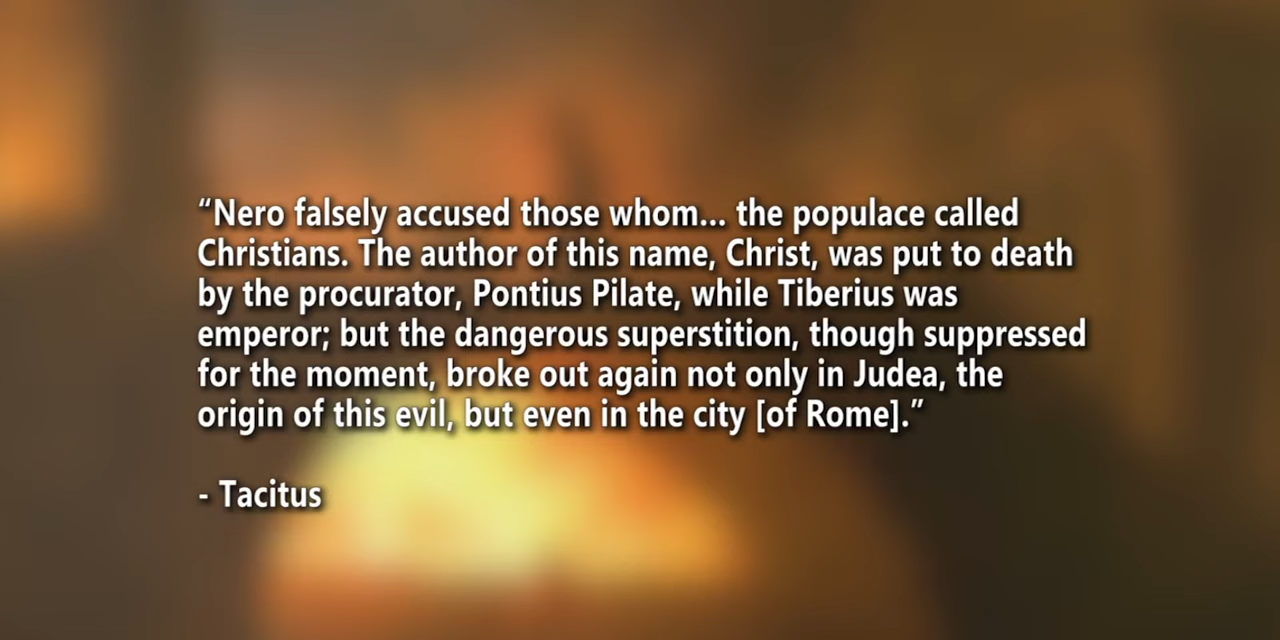 “Nero falsely accused those whom... the populace called
Christians. The author of this name, Christ, was put to death
by the procurator, Pontius Pilate, while Tiberius was
emperor; but the dangerous superstition, though suppressed
for the moment, broke out again not only in Judea, the
origin of this evil, but even in the city [of Rome].”
- Tacitus